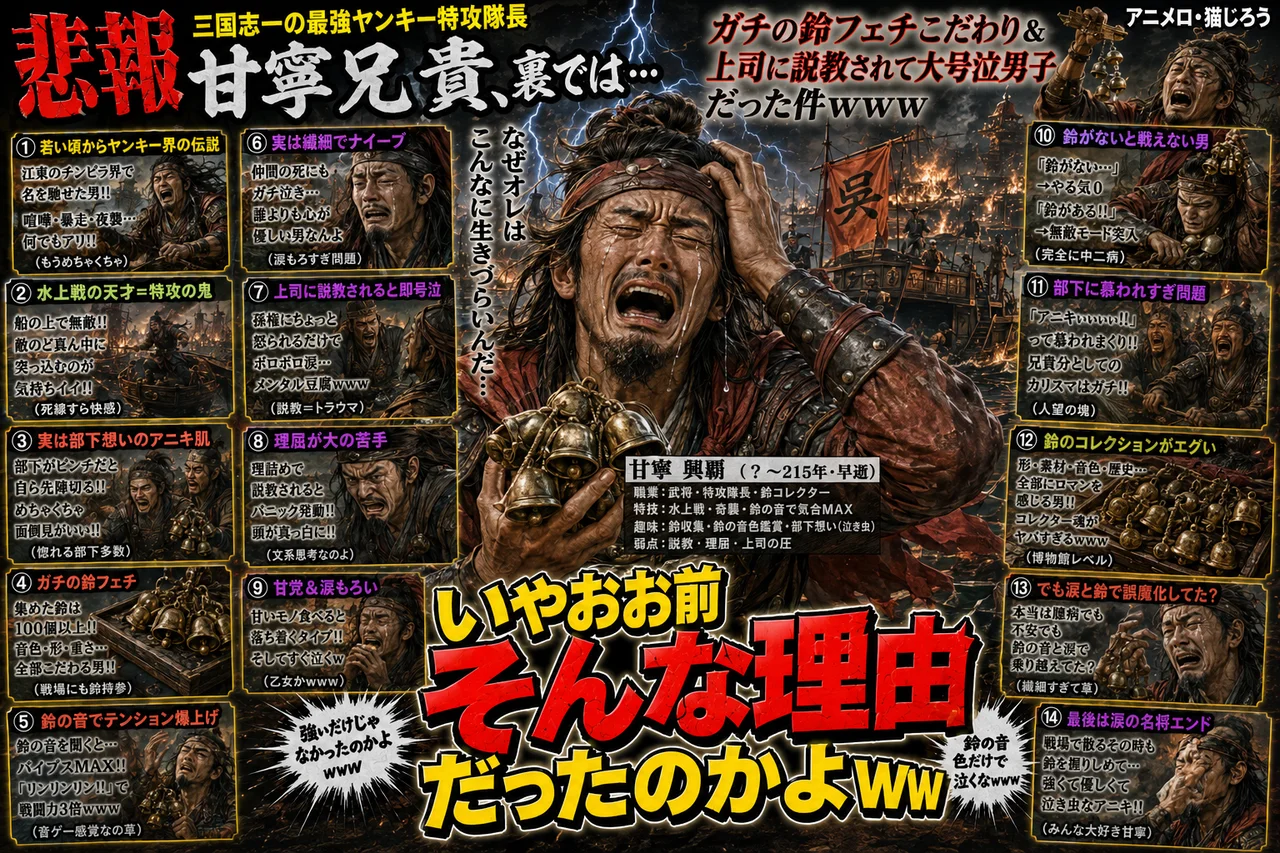 悲報
三国志一の最強ヤンキー特攻隊長
甘寧兄貴、裏では…
ガチの鈴フェチこだわり&
上司に説教されて大号泣男子
だった件www
アニメロ・猫じろう
① 若い頃からヤンキー界の伝説
江東のチンピラ界で
名を馳せた男!!
喧嘩・暴走・夜襲…
何でもアリ!!
(もうめちゃくちゃ)
② 水上戦の天才=特攻の鬼
船の上で無敵!!
敵のど真ん中に
突っ込むのが
気持ちイイ!!
(死線すら快感)
③ 実は部下想いのアニキ肌
部下がピンチだと
自ら先陣切る!!
めちゃくちゃ
面倒見がいい!!
(惚れる部下多数)
④ ガチの鈴フェチ
集めた鈴は
100個以上!!
音色・形・重さ…
全部こだわる男!!
(戦場にも鈴持参)
⑤ 鈴の音でテンション爆上げ
鈴の音を聞くと…
バイブスMAX!!
「リンリンリン!!」で
戦闘力3倍www
(音ゲー感覚なの草)
⑥ 実は繊細でナイーブ
仲間の死にも
ガチ泣き…
誰よりも心が
優しい男なんよ
(涙もろすぎ問題)
⑦ 上司に説教されると即号泣
孫権にちょっと
怒られるだけで
ボロボロ涙…
メンタル豆腐www
(説教=トラウマ)
⑧ 理屈が大の苦手
理詰めで
説教されると
パニック発動!!
頭が真っ白に!!
(文系思考なのよ)
⑨ 甘党&涙もろい
甘いモノ食べると
落ち着くタイプ!!
そしてすぐ泣くw
(乙女かwww)
なぜオレは
こんなに生きづらいんだ…
呉
甘寧 興覇 (?~215年・早逝)
職業:武将・特攻隊長・鈴コレクター
特技:水上戦・奇襲・鈴の音で気合MAX
趣味:鈴収集・鈴の音色鑑賞・部下想い(泣き虫)
弱点:説教・理屈・上司の圧
⑩ 鈴がないと戦えない男
「鈴がない…」
→やる気0
「鈴がある!!」
→無敵モード突入
(完全に中二病)
⑪ 部下に慕われすぎ問題
「アニキぃぃぃぃ!!」
って慕われまくり!!
兄貴分としての
カリスマはガチ!!
(人望の塊)
⑫ 鈴のコレクションがエグい
形・素材・音色・歴史…
全部にロマンを
感じる男!!
コレクター魂が
ヤバすぎるwww
(博物館レベル)
⑬ でも涙と鈴で誤魔化してた?
本当は臆病でも
不安でも
鈴の音と涙で
乗り越えてた?
(繊細すぎて草)
⑭ 最後は涙の名将エンド
戦場で散るその時も
鈴を握りしめて…
強くて優しくて
泣き虫なアニキ!!
(みんな大好き甘寧)
強いだけじゃ
なかったのかよ
www
いやおお前
そんな理由
だったのかよww
鈴の音
色だけで
泣くなwww